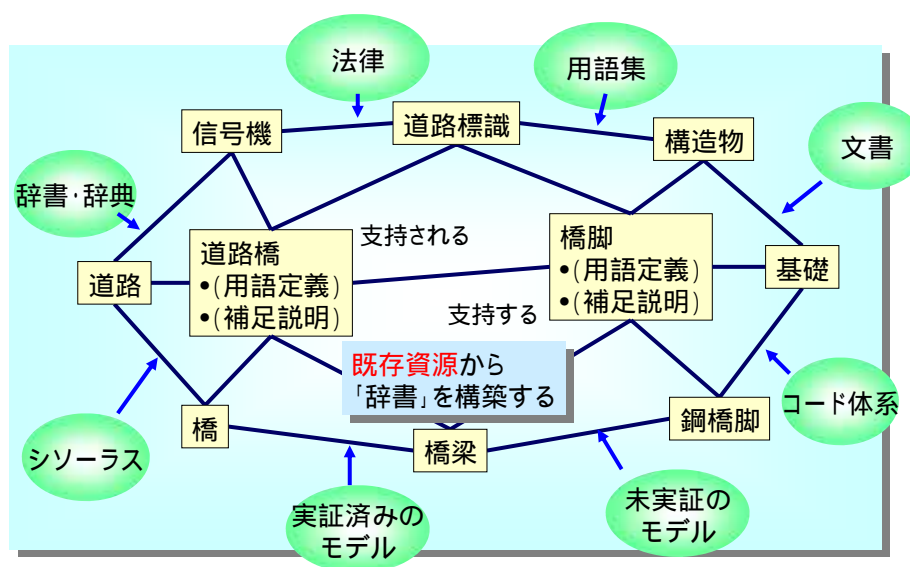 法律
用語集
信号機
道路標識
構造物
文書
辞書・辞典
道路橋
•(用語定義)
•(補足説明)
支持される
橋脚
•(用語定義)
•(補足説明)
道路
基礎
支持する
既存資源から
「辞書」を構築する
橋
橋梁
鋼橋脚
コード体系
シソーラス
実証済みの
モデル
未実証の
モデル